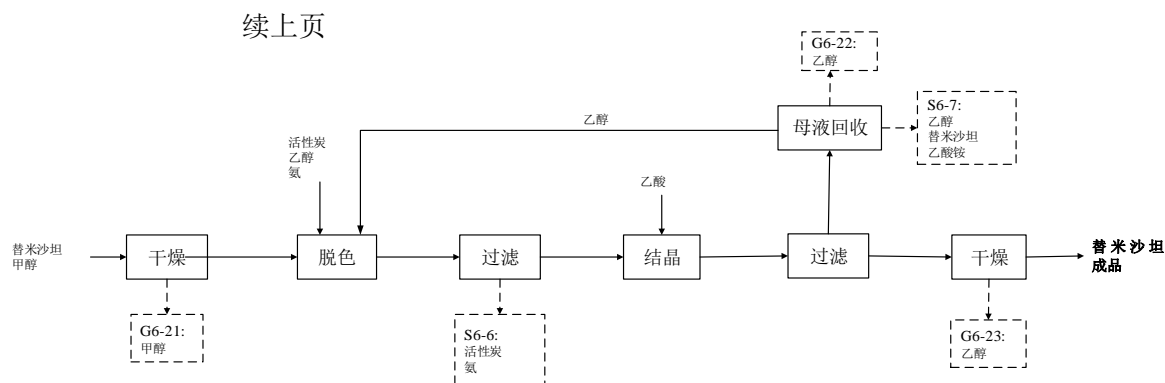 续上页
G6-22:
乙醇
S6-7:
乙醇
替米沙坦
乙酸铵
母液回收
乙醇
活性炭
乙醇
氨
乙酸
替米沙坦
甲醇
干燥
脱色
过滤
结晶
过滤
干燥
替米沙坦
成品
G6-21:
甲醇
S6-6:
活性炭
氨
G6-23:
乙醇